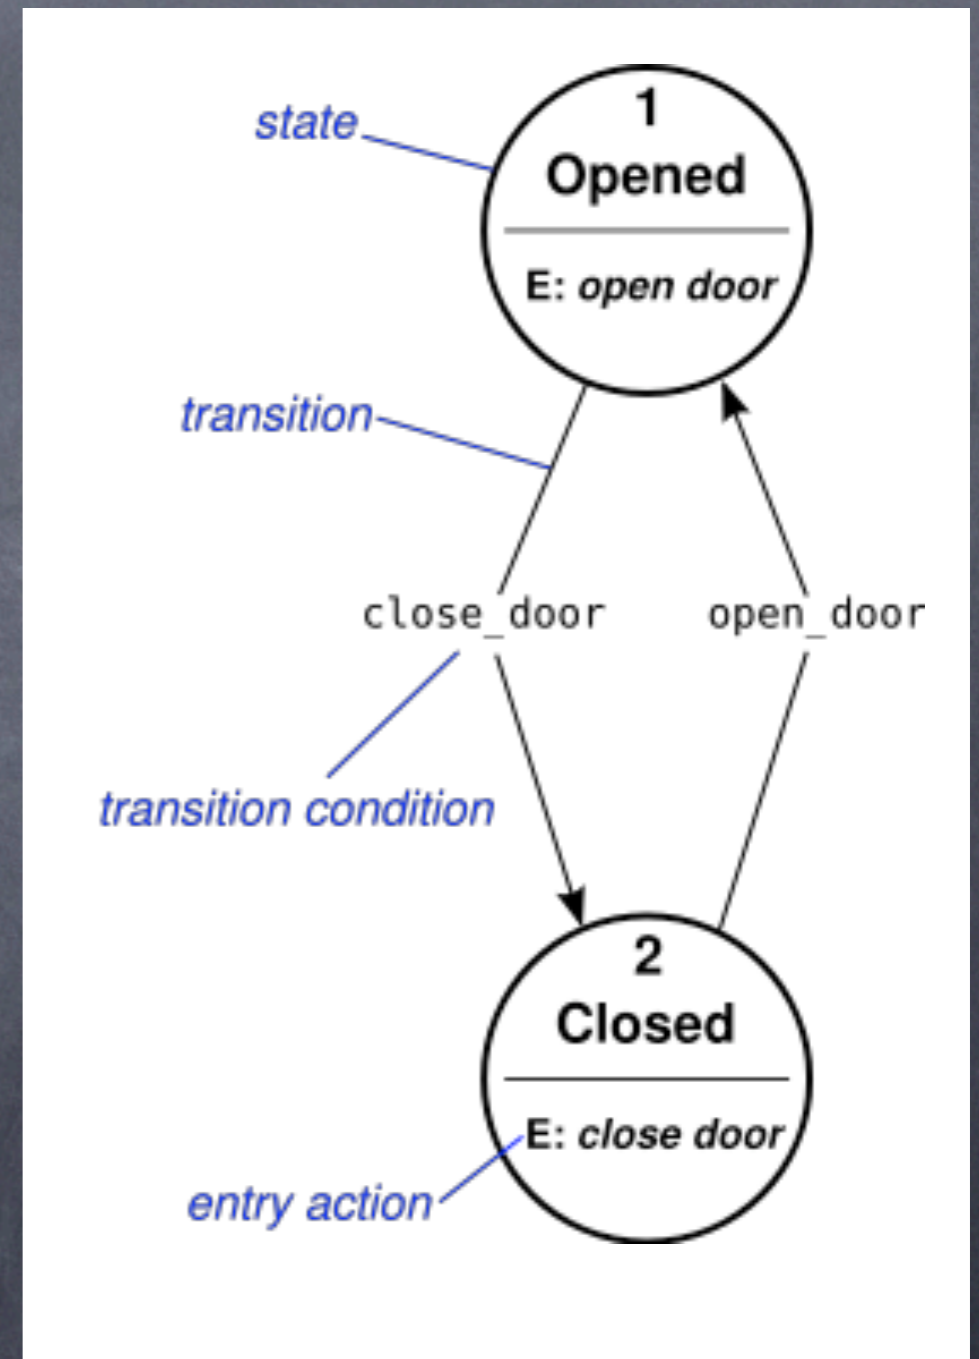 1
state
Opened
E: open door
transition
close_door
open_door
transition condition
2
Closed
E: close door
entry action